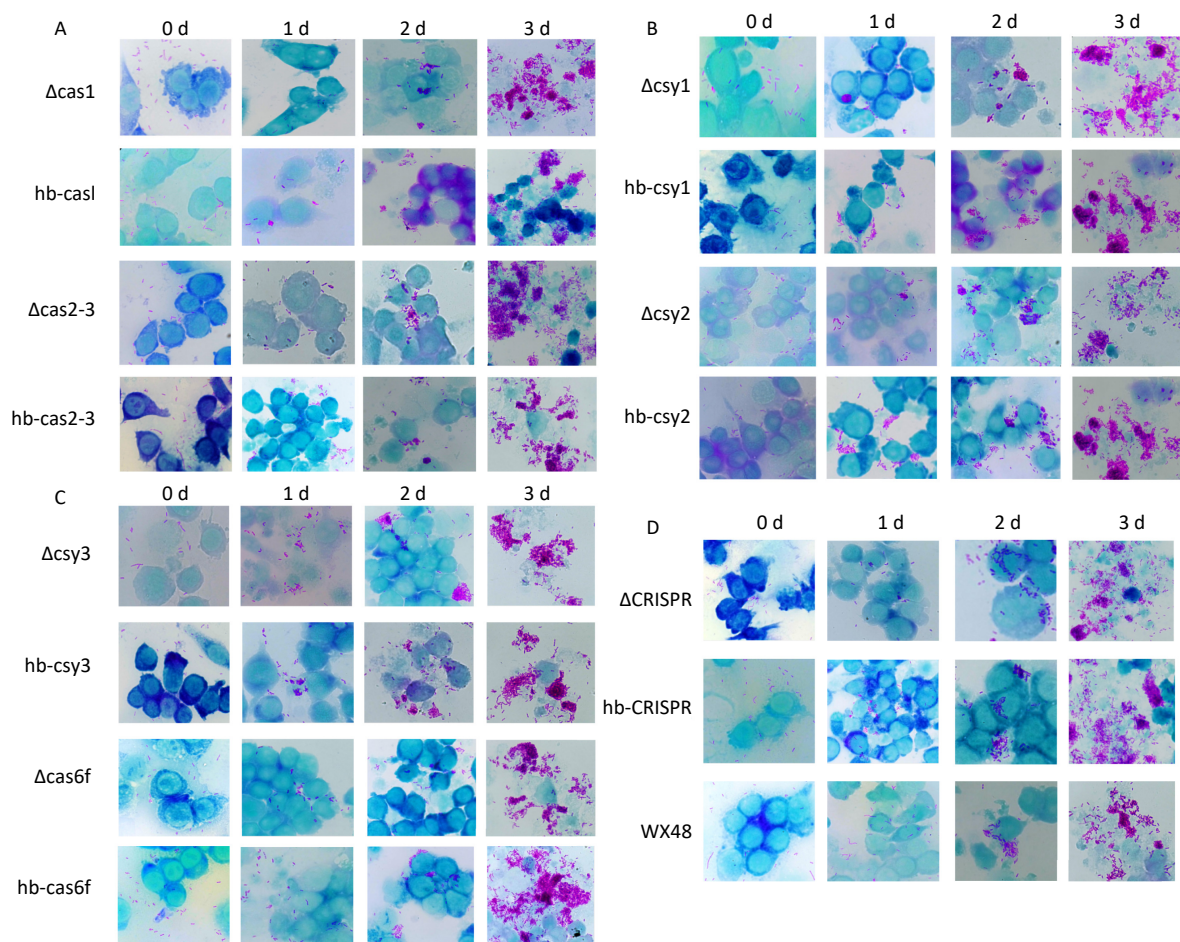 A
0 d 1 d 2 d 3 d
Δcas1
hb-casl
Δcas2-3
hb-cas2-3
B
0 d 1 d 2 d 3 d
Δcsy1
hb-csy1
Δcsy2
hb-csy2
C
0 d 1 d 2 d 3 d
Δcsy3
hb-csy3
Δcas6f
hb-cas6f
D
0 d 1 d 2 d 3 d
ΔCRISPR
hb-CRISPR
WX48